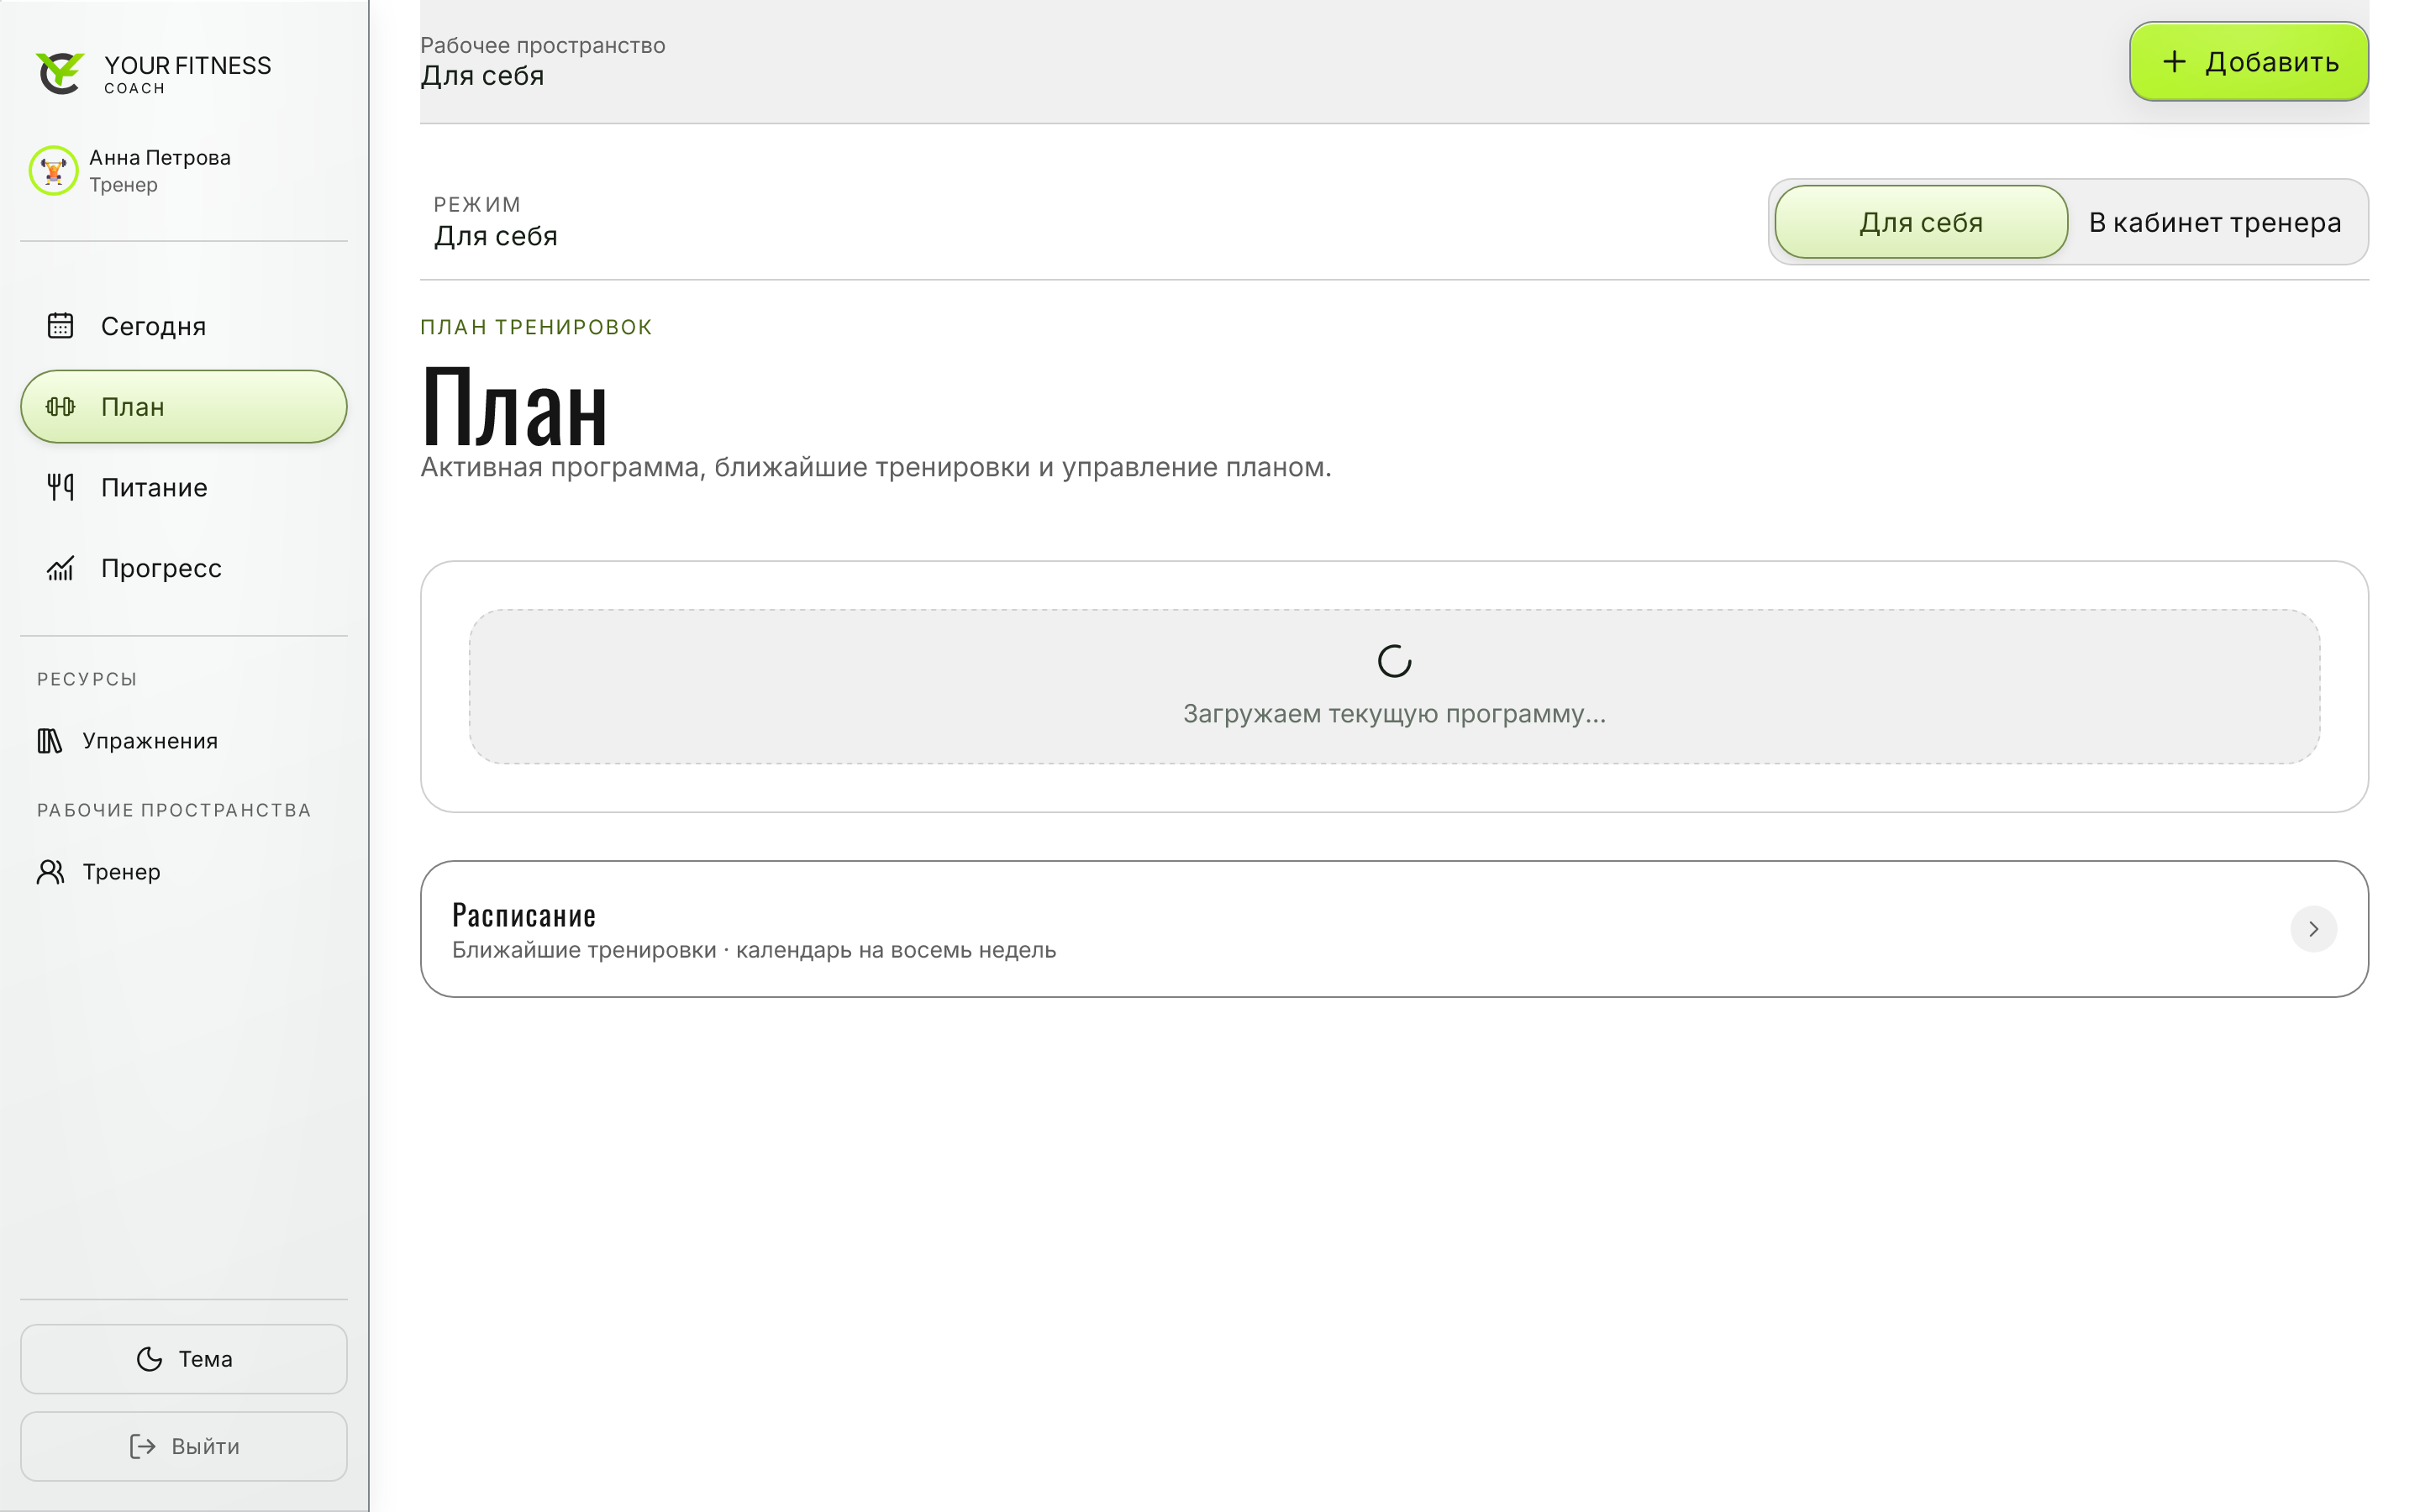 YOUR FITNESS
COACH
Анна Петрова
Тренер
Сегодня
План
Питание
Прогресс
РЕСУРСЫ
Упражнения
РАБОЧИЕ ПРОСТРАНСТВА
Тренер
Тема
Выйти
Рабочее пространство
Для себя
Добавить
РЕЖИМ
Для себя
Для себя
В кабинет тренера
ПЛАН ТРЕНИРОВОК
План
Активная программа, ближайшие тренировки и управление планом.
Загружаем текущую программу...
Расписание
Ближайшие тренировки · календарь на восемь недель